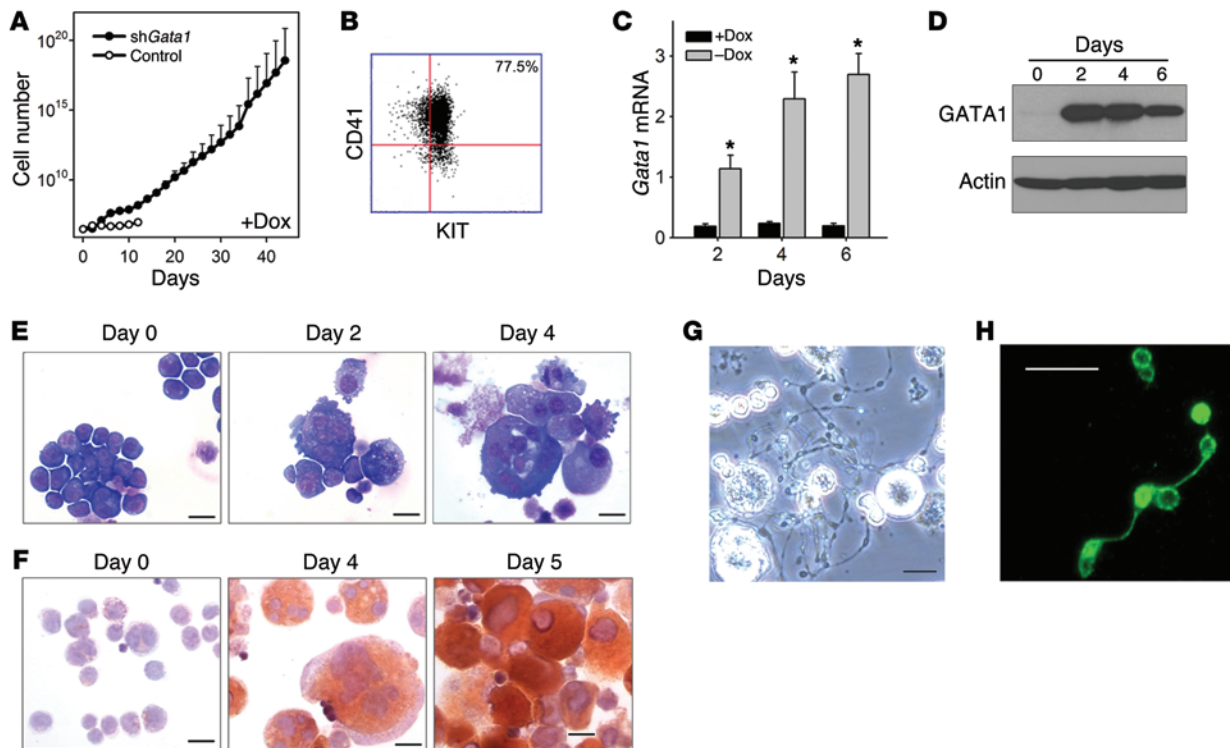 A
shGata1
Control
Cell number
10^20
10^15
10^10
0 20 40
Days
+Dox
B
77.5%
CD41
KIT
C
+Dox
–Dox
Gata1 mRNA
3
2
1
0
* * *
2 4 6
Days
D
Days
0 2 4 6
GATA1
Actin
E
Day 0 Day 2 Day 4
F
Day 0 Day 4 Day 5
G
H